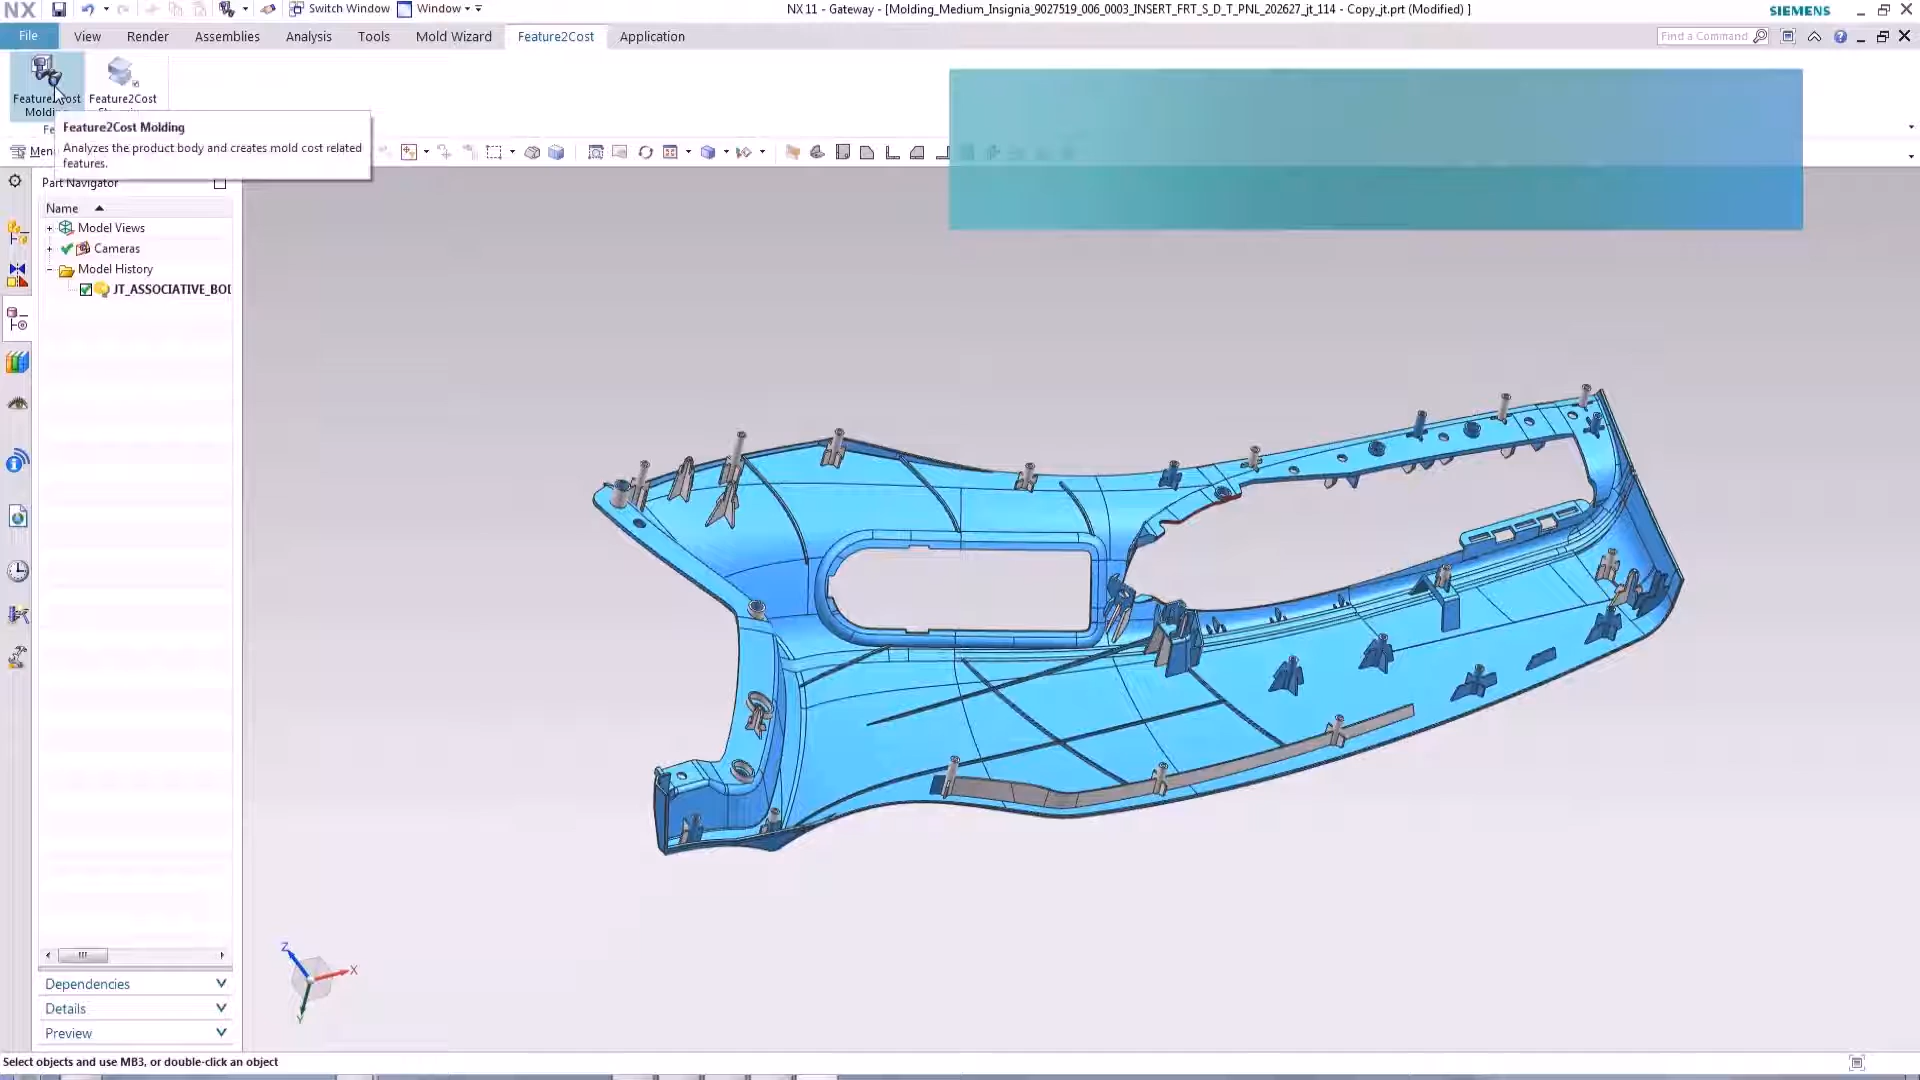 NX
Switch Window
Window
NX 11 - Gateway - [Molding_Medium_Insignia_9027519_006_0003_INSERT_FRT_S_D_T_PNL_202627_jt_114 - Copy_jt.prt (Modified) ]
SIEMENS
File
View
Render
Assemblies
Analysis
Tools
Mold Wizard
Feature2Cost
Application
Find a Command
Feature2Cost
Feature2Cost
Feature2Cost Molding
Analyzes the product body and creates mold cost related
features.
Part Navigator
Name
Model Views
Cameras
Model History
JT_ASSOCIATIVE_BO
Dependencies
Details
Preview
Z
X
Y
Select objects and use MB3, or double-click an object